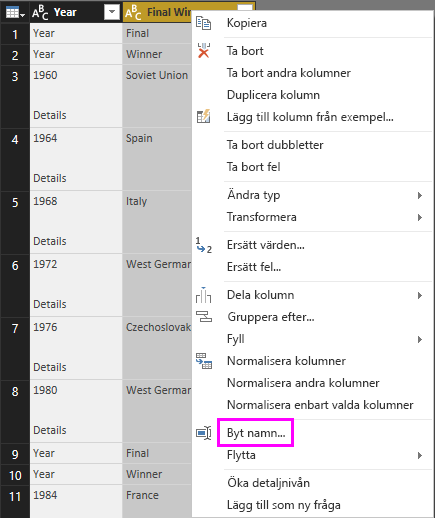 Year Final Win
1 Year Final
2 Year Winner
3 1960 Soviet Union
Details
4 1964 Spain
Details
5 1968 Italy
Details
6 1972 West German
Details
7 1976 Czechoslovak
Details
8 1980 West German
Details
9 Year Final
10 Year Winner
11 1984 France
Kopiera
Ta bort
Ta bort andra kolumner
Duplicera kolumn
Lägg till kolumn från exempel...
Ta bort dubbletter
Ta bort fel
Ändra typ
Transformera
Ersätt värden...
Ersätt fel...
Dela kolumn
Gruppera efter...
Fyll
Normalisera kolumner
Normalisera andra kolumner
Normalisera enbart valda kolumner
Byt namn...
Flytta
Öka detaljnivån
Lägg till som ny fråga